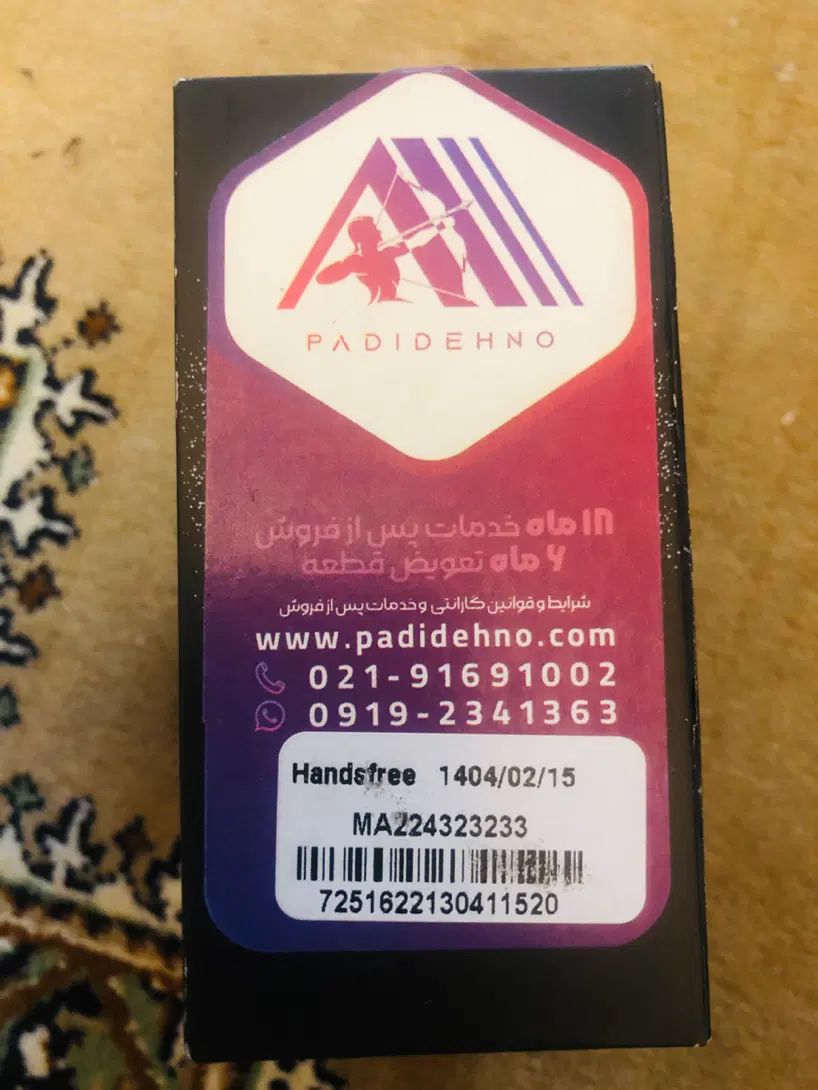 PADIDEHNO
۱۸ ماه خدمات پس از فروش
۶ ماه تعویض قطعه
شرایط و قوانین گارانتی و خدمات پس از فروش
www.padidehno.com
021-91691002
0919-2341363
Handsfree 1404/02/15
MA224323233
7251622130411520